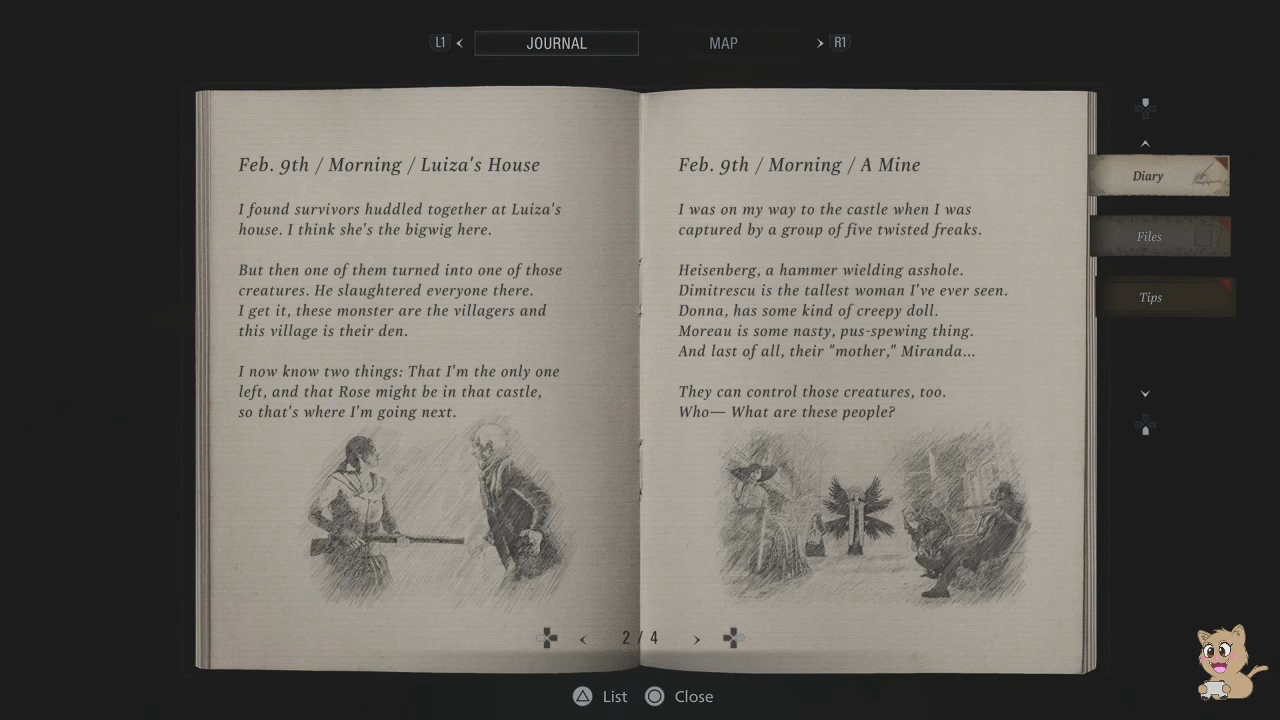 L1
JOURNAL
MAP
R1
Feb. 9th / Morning / Luiza's House
I found survivors huddled together at Luiza's
house. I think she's the bigwig here.
But then one of them turned into one of those
creatures. He slaughtered everyone there.
I get it, these monster are the villagers and
this village is their den.
I now know two things: That I'm the only one
left, and that Rose might be in that castle,
so that's where I'm going next.
Feb. 9th / Morning / A Mine
I was on my way to the castle when I was
captured by a group of five twisted freaks.
Heisenberg, a hammer wielding asshole.
Dimitrescu is the tallest woman I've ever seen.
Donna, has some kind of creepy doll.
Moreau is some nasty, pus-spewing thing.
And last of all, their "mother," Miranda...
They can control those creatures, too.
Who— What are these people?
Diary
Files
Tips
2 / 4
List
Close